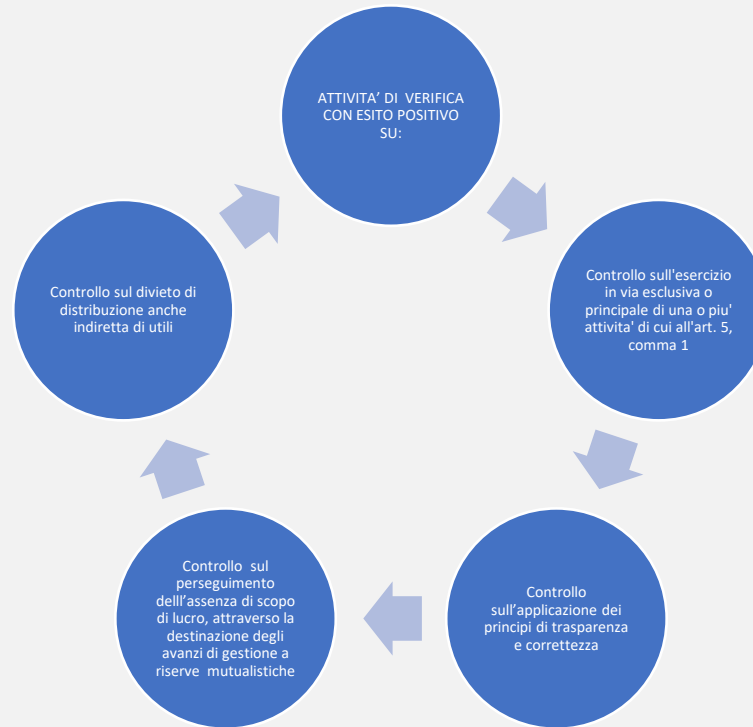 ATTIVITA’ DI VERIFICA
CON ESITO POSITIVO
SU:
Controllo sull'esercizio
in via esclusiva o
principale di una o piu'
attivita' di cui all'art. 5,
comma 1
Controllo
sull’applicazione dei
principi di trasparenza
e correttezza
Controllo sul
perseguimento
dell’assenza di scopo
di lucro, attraverso la
destinazione degli
avanzi di gestione a
riserve mutualistiche
Controllo sul divieto di
distribuzione anche
indiretta di utili